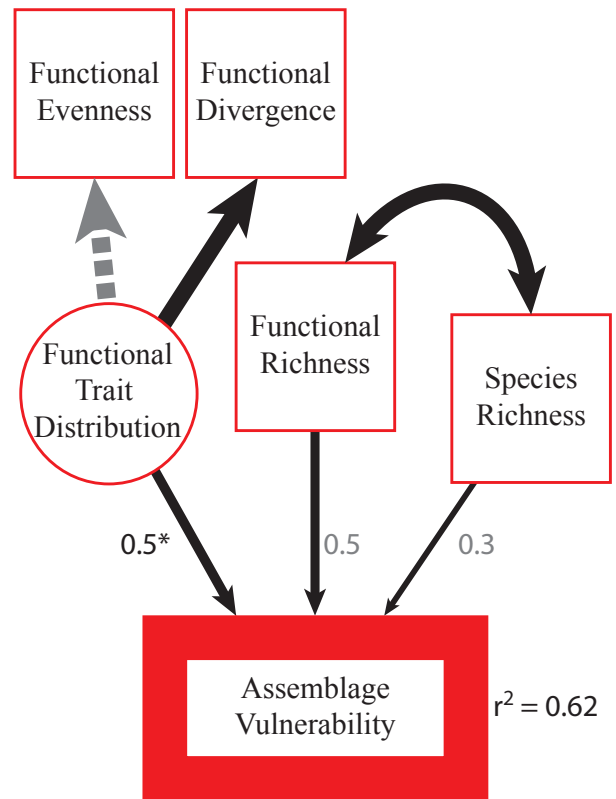 Functional
Evenness
Functional
Divergence
Functional
Richness
Species
Richness
Functional
Trait
Distribution
0.5*
0.5
0.3
Assemblage
Vulnerability
r² = 0.62